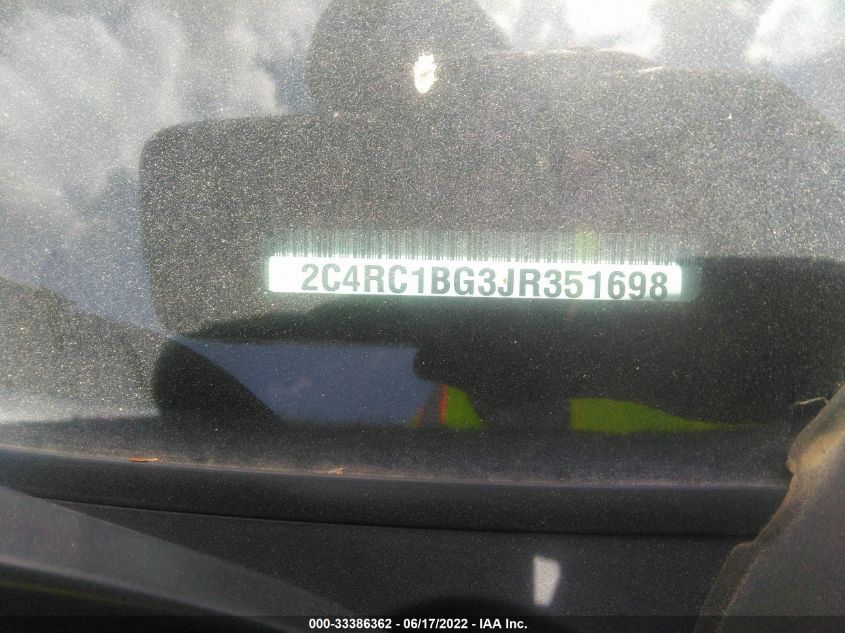 2C4RC1BG3JR351698
000-33386362 - 06/17/2022 - IAA Inc.